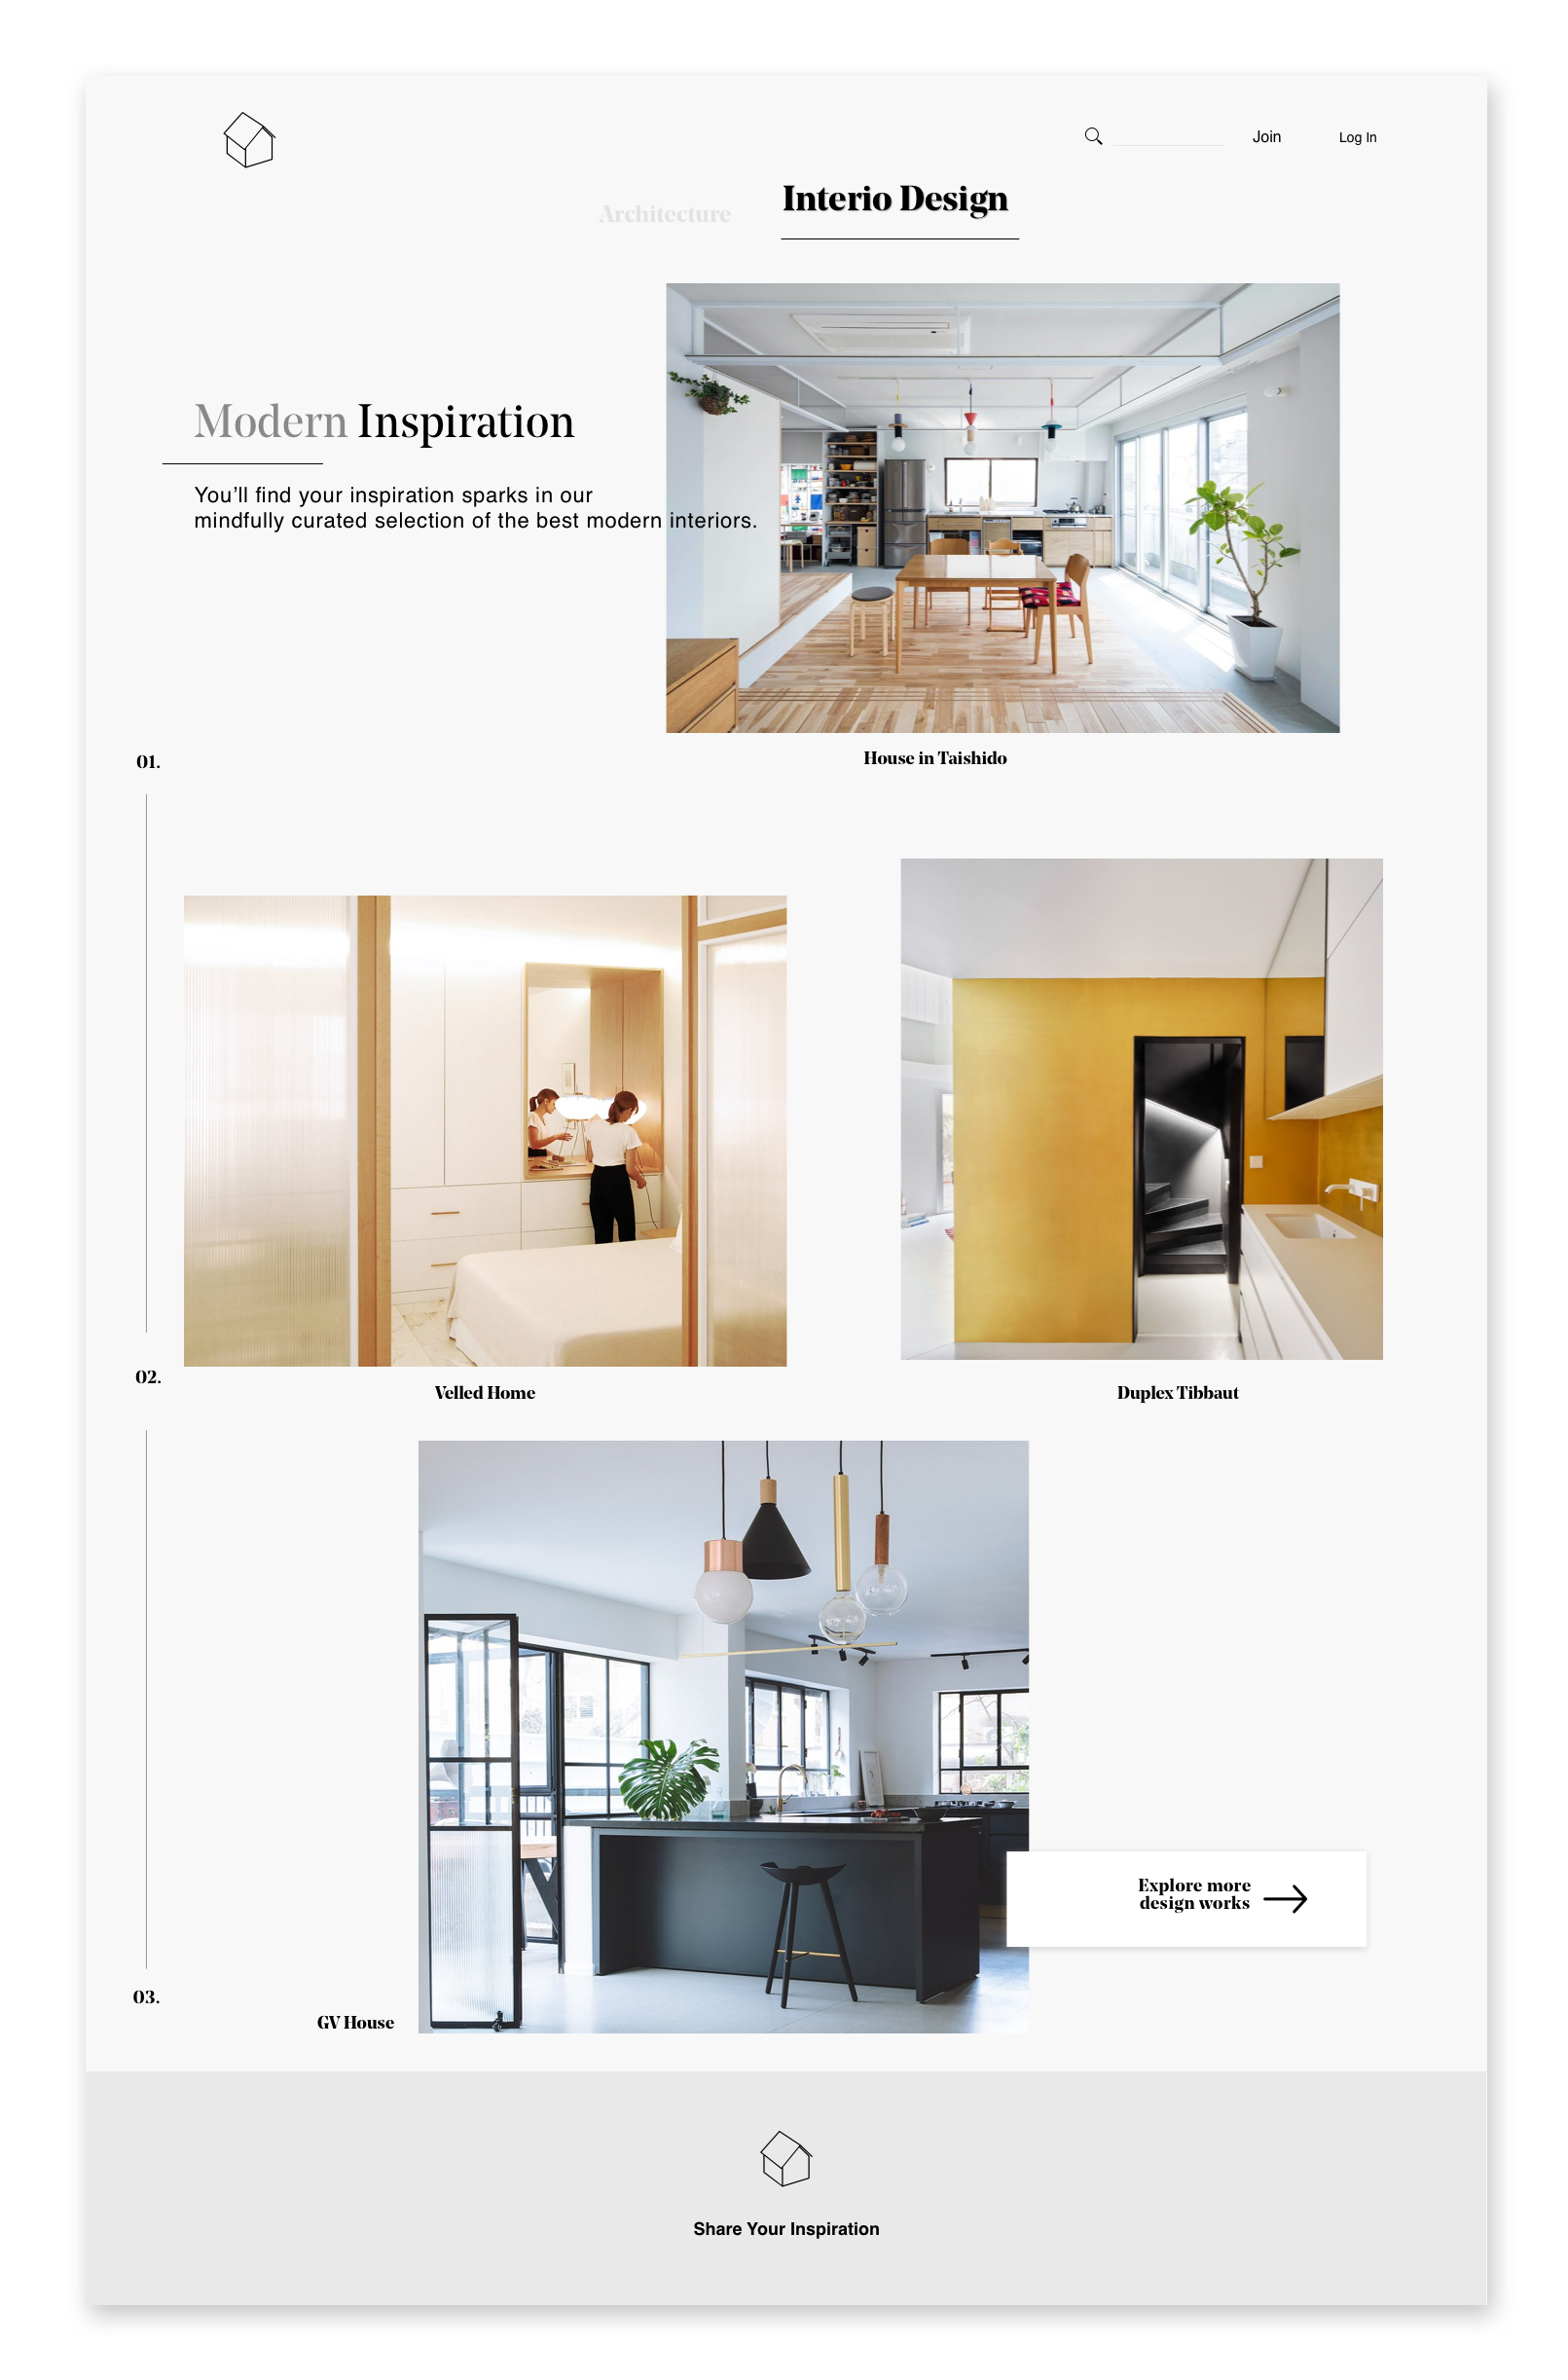 Join
Log In
Architecture
Interio Design
Modern Inspiration
You’ll find your inspiration sparks in our
mindfully curated selection of the best modern interiors.
01.
House in Taishido
02.
Velled Home
Duplex Tibbaut
Explore more
design works
03.
GV House
Share Your Inspiration